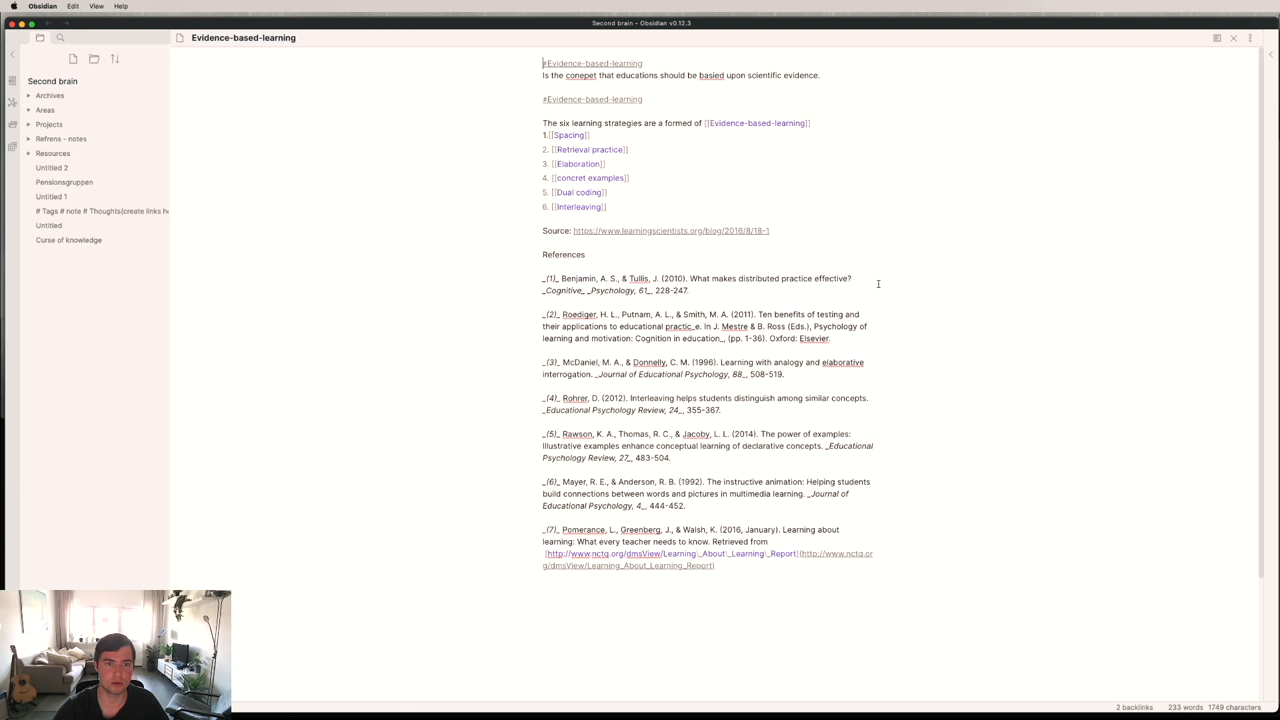 Obsidian Edit View Help
Second brain - Obsidian v0.12.3
Evidence-based-learning
Second brain
Archives
Areas
Projects
Refrens - notes
Resources
Untitled 2
Pensionsgruppen
Untitled 1
# Tags # note # Thoughts(create links he
Untitled
Curse of knowledge
#Evidence-based-learning
Is the conepet that educations should be basied upon scientific evidence.
#Evidence-based-learning
The six learning strategies are a formed of [[Evidence-based-learning]]
1.[[Spacing]]
2. [[Retrieval practice]]
3. [[Elaboration]]
4. [[concret examples]]
5. [[Dual coding]]
6. [[Interleaving]]
Source: https://www.learningscientists.org/blog/2016/8/18-1
References
_(1)_ Benjamin, A. S., & Tullis, J. (2010). What makes distributed practice effective?
_Cognitive_ _Psychology, 61_, 228-247.
_(2)_ Roediger, H. L., Putnam, A. L., & Smith, M. A. (2011). Ten benefits of testing and
their applications to educational practic_e. In J. Mestre & B. Ross (Eds.), Psychology of
learning and motivation: Cognition in education_, (pp. 1-36). Oxford: Elsevier.
_(3)_ McDaniel, M. A., & Donnelly, C. M. (1996). Learning with analogy and elaborative
interrogation. _Journal of Educational Psychology, 88_, 508-519.
_(4)_ Rohrer, D. (2012). Interleaving helps students distinguish among similar concepts.
_Educational Psychology Review, 24_, 355-367.
_(5)_ Rawson, K. A., Thomas, R. C., & Jacoby, L. L. (2014). The power of examples:
Illustrative examples enhance conceptual learning of declarative concepts. _Educational
Psychology Review, 27_, 483-504.
_(6)_ Mayer, R. E., & Anderson, R. B. (1992). The instructive animation: Helping students
build connections between words and pictures in multimedia learning. _Journal of
Educational Psychology, 4_, 444-452.
_(7)_ Pomerance, L., Greenberg, J., & Walsh, K. (2016, January). Learning about
learning: What every teacher needs to know. Retrieved from
[http://www.nctq.org/dmsView/Learning\_About\_Learning\_Report](http://www.nctq.or
g/dmsView/Learning_About_Learning_Report)
2 backlinks 233 words 1749 characters